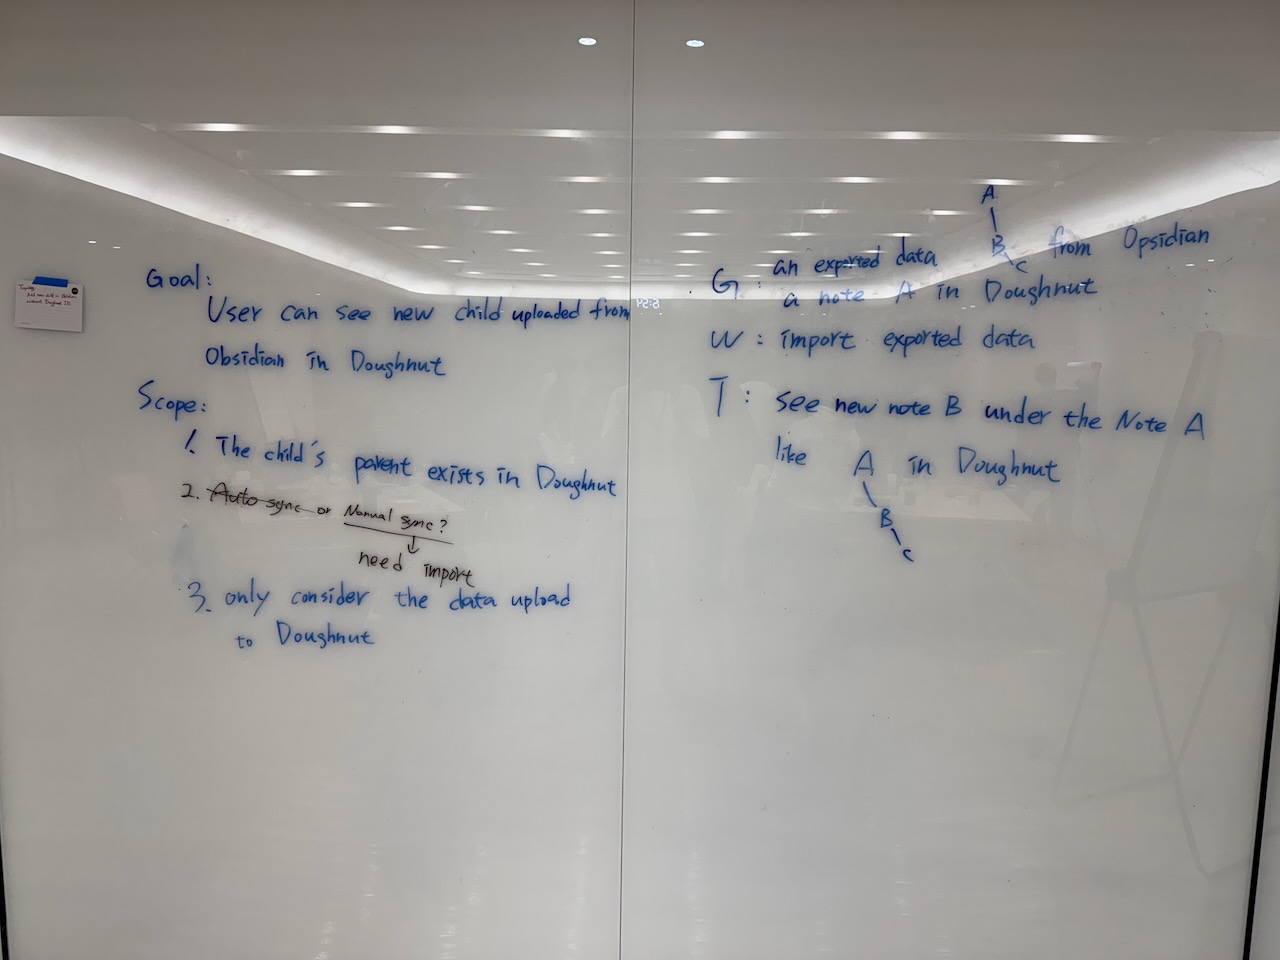 Goal:
User can see new child uploaded from
Obsidian in Doughnut
Scope:
1. The child's parent exists in Doughnut
2. Auto sync or Manual sync?
need import
3. only consider the data upload
to Doughnut
A
B
C
G: an exported data from Opsidian
a note A in Doughnut
W: import exported data
T: see new note B under the Note A
like A in Doughnut
B
C